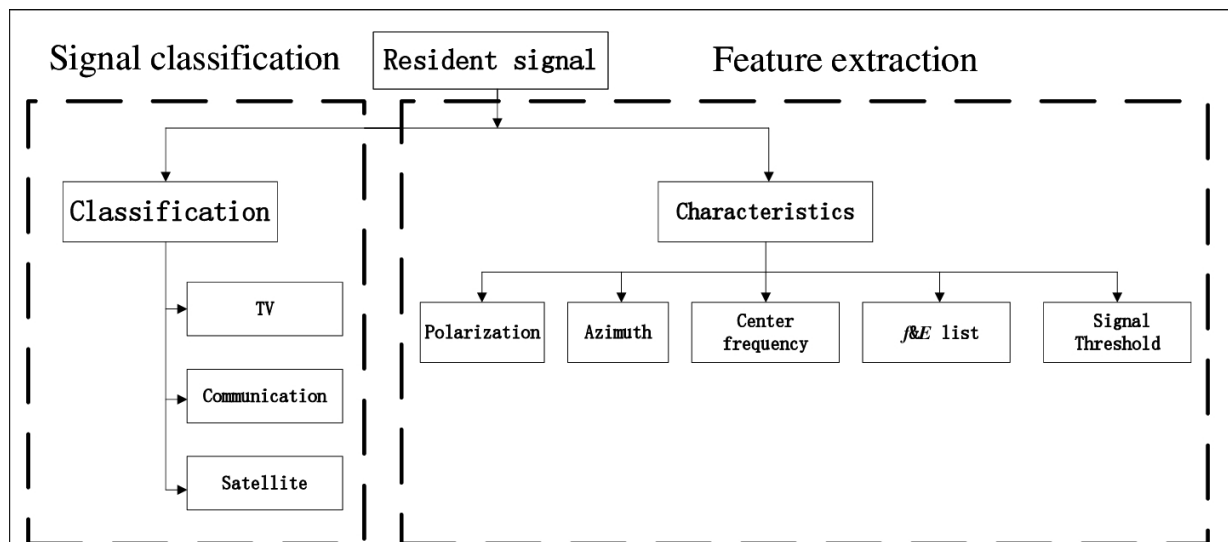 Signal classification
Resident signal
Feature extraction
Classification
Characteristics
TV
Communication
Satellite
Polarization
Azimuth
Center
frequency
f&E list
Signal
Threshold